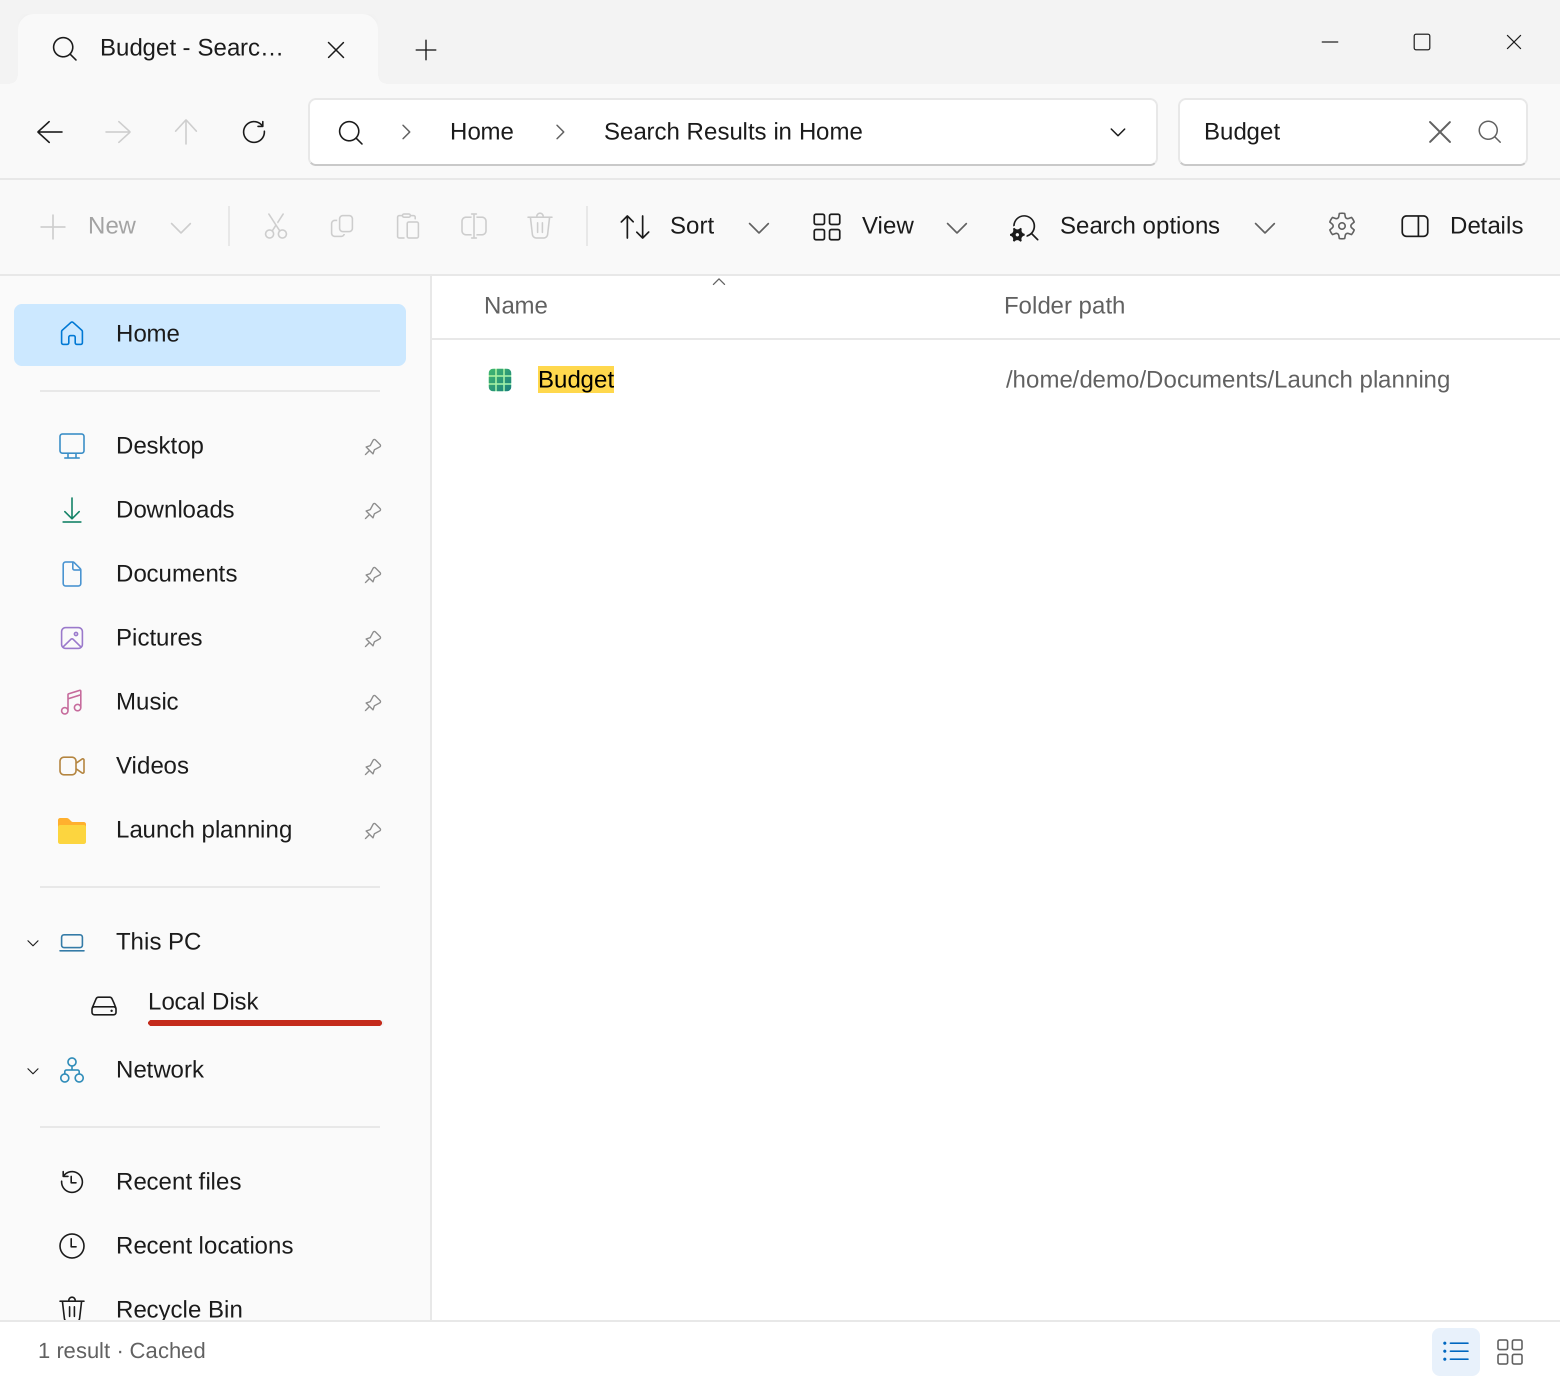 Budget - Searc…
Home
Search Results in Home
Budget
New
Sort
View
Search options
Details
Home
Desktop
Downloads
Documents
Pictures
Music
Videos
Launch planning
This PC
Local Disk
Network
Recent files
Recent locations
Recycle Bin
Name
Folder path
Budget
/home/demo/Documents/Launch planning
1 result · Cached